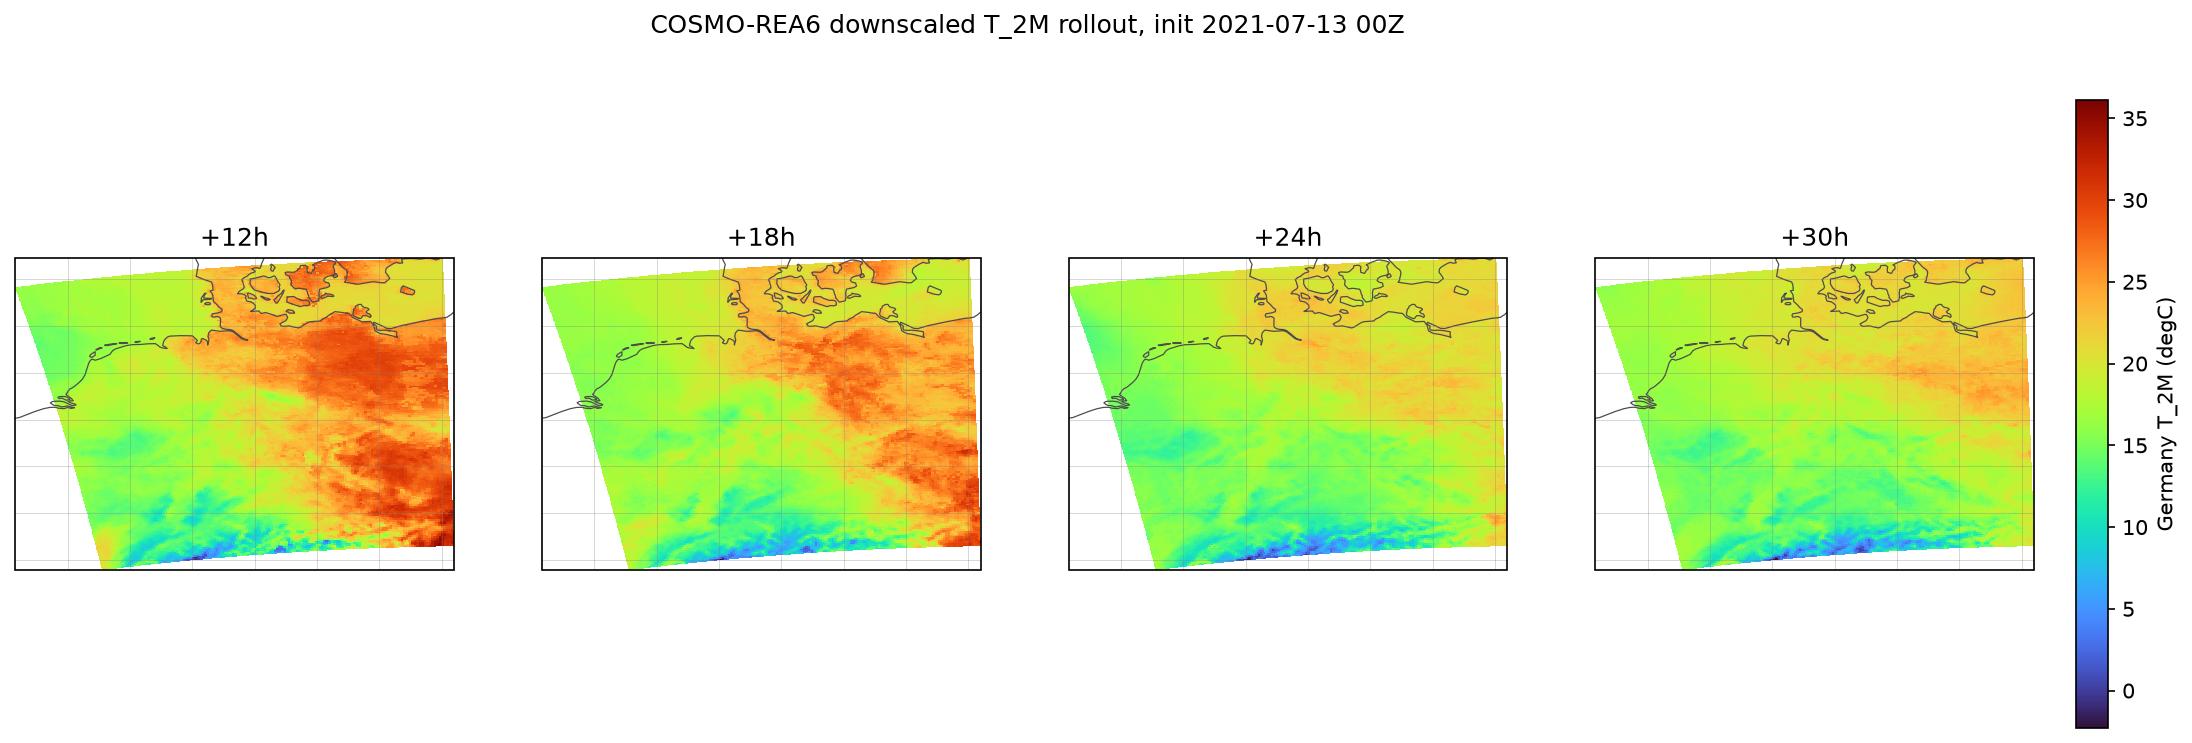 COSMO-REA6 downscaled T_2M rollout, init 2021-07-13 00Z
+12h
+18h
+24h
+30h
35
30
25
20
15
10
5
0
Germany T_2M (degC)